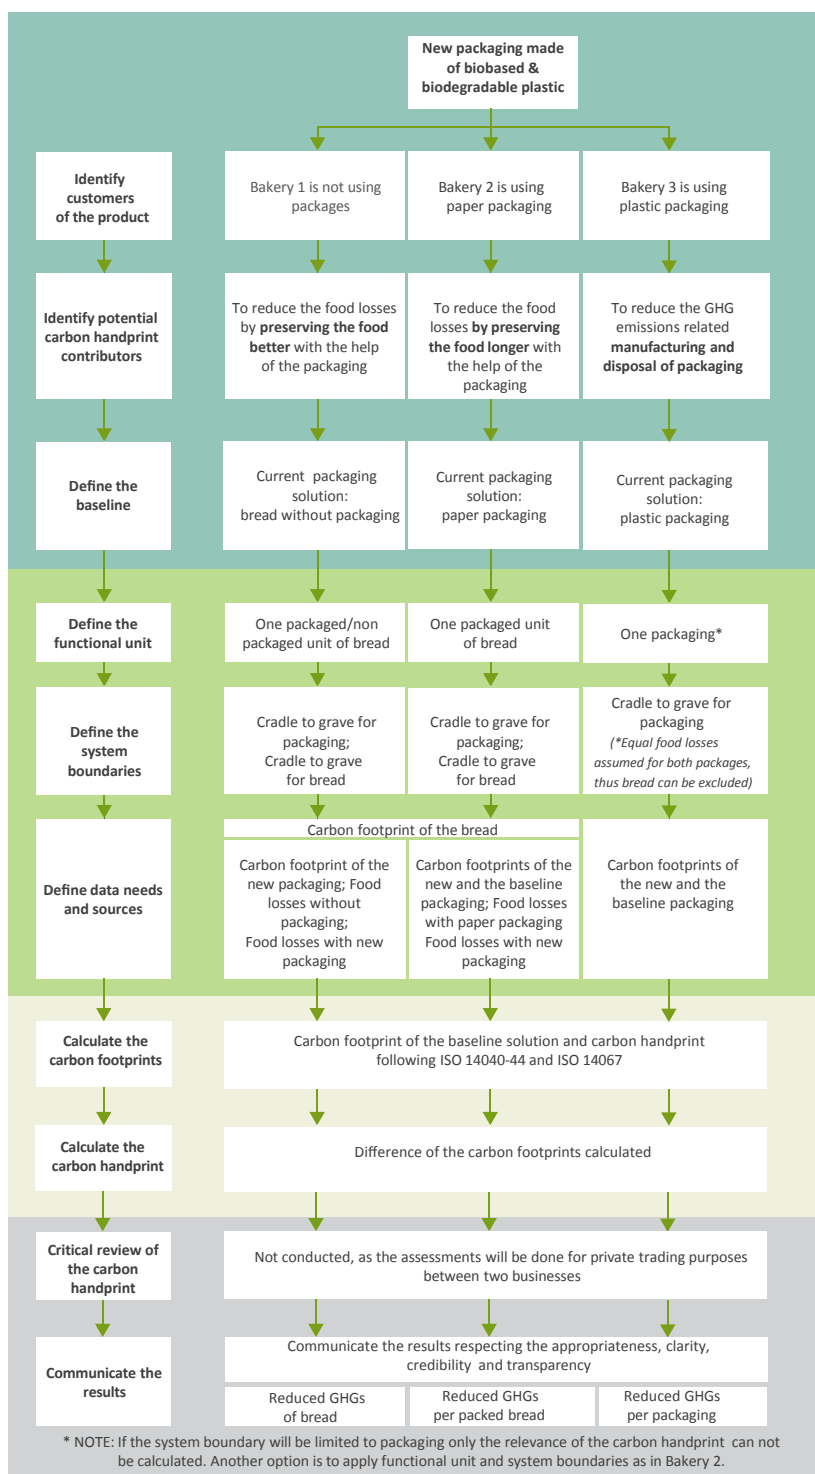 New packaging made
of biobased &
biodegradable plastic
Identify
customers
of the product
Bakery 1 is not using
packages
Bakery 2 is using
paper packaging
Bakery 3 is using
plastic packaging
Identify potential
carbon handprint
contributors
To reduce the food losses
by preserving the food
better with the help
of the packaging
To reduce the food
losses by preserving
the food longer with
the help of the
packaging
To reduce the GHG
emissions related
manufacturing and
disposal of packaging
Define the
baseline
Current packaging
solution:
bread without packaging
Current packaging
solution:
paper packaging
Current packaging
solution:
plastic packaging
Define the
functional unit
One packaged/non
packaged unit of bread
One packaged unit
of bread
One packaging*
Define the
system
boundaries
Cradle to grave for
packaging;
Cradle to grave
for bread
Cradle to grave for
packaging;
Cradle to grave
for bread
Cradle to grave for
packaging
(*Equal food losses
assumed for both packages,
thus bread can be excluded)
Define data needs
and sources
Carbon footprint of the bread
Carbon footprint of the
new packaging; Food
losses without
packaging;
Food losses with new
packaging
Carbon footprints of the
new and the baseline
packaging; Food losses
with paper packaging
Food losses with new
packaging
Carbon footprints of
the new and the
baseline packaging
Calculate the
carbon footprints
Carbon footprint of the baseline solution and carbon handprint
following ISO 14040-44 and ISO 14067
Calculate the
carbon handprint
Difference of the carbon footprints calculated
Critical review of
the carbon
handprint
Not conducted, as the assessments will be done for private trading purposes
between two businesses
Communicate the
results
Communicate the results respecting the appropriateness, clarity,
credibility and transparency
Reduced GHGs
of bread
Reduced GHGs
per packed bread
Reduced GHGs
per packaging
* NOTE: If the system boundary will be limited to packaging only the relevance of the carbon handprint can not
be calculated. Another option is to apply functional unit and system boundaries as in Bakery 2.